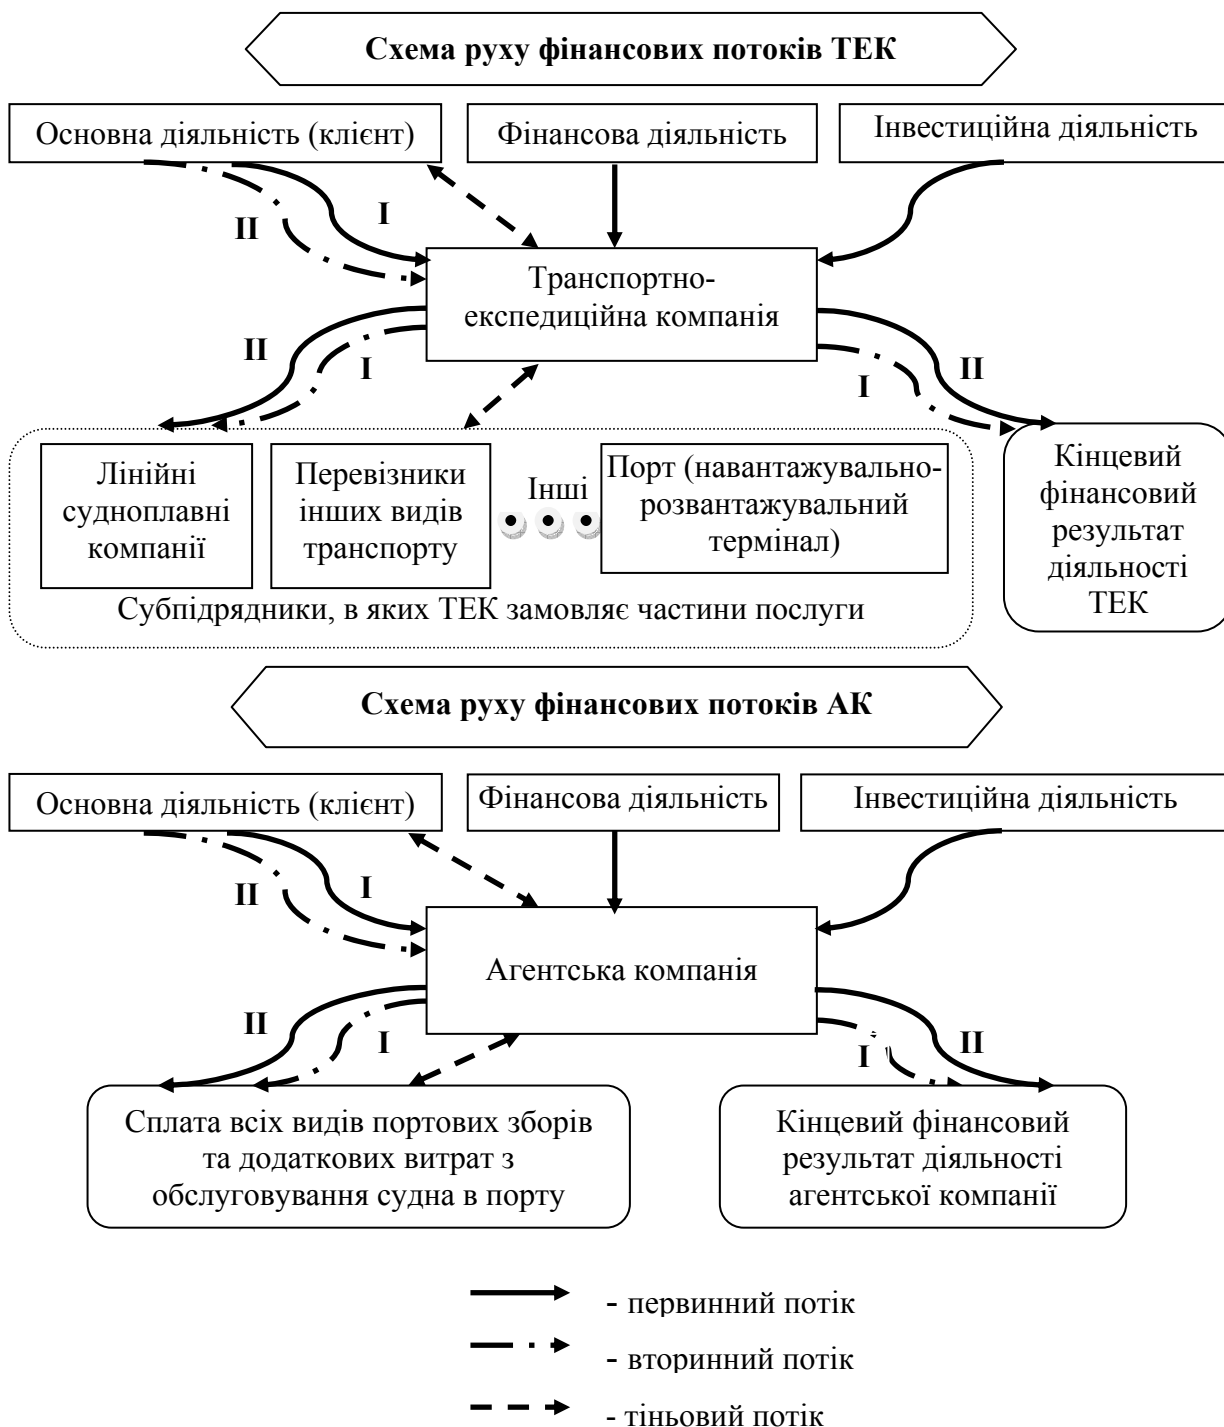 Схема руху фінансових потоків ТЕК
Основна діяльність (клієнт)
Фінансова діяльність
Інвестиційна діяльність
I
II
Транспортно-
експедиційна компанія
II
I
II
I
Лінійні
судноплавні
компанії
Перевізники
інших видів
транспорту
Інші
Порт (навантажувально-
розвантажувальний
термінал)
Субпідрядники, в яких ТЕК замовляє частини послуги
Кінцевий
фінансовий
результат
діяльності
ТЕК
Схема руху фінансових потоків АК
Основна діяльність (клієнт)
Фінансова діяльність
Інвестиційна діяльність
I
II
Агентська компанія
II
I
I
II
Сплата всіх видів портових зборів
та додаткових витрат з
обслуговування судна в порту
Кінцевий фінансовий
результат діяльності
агентської компанії
- первинний потік
- вторинний потік
- тіньовий потік